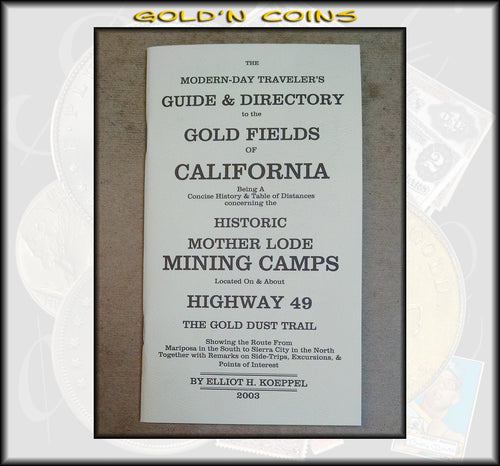 GOLD'N COINS
THE
MODERN-DAY TRAVELER'S
GUIDE & DIRECTORY
to the
GOLD FIELDS
OF
CALIFORNIA
Being A
Concise History & Table of Distances
concerning the
HISTORIC
MOTHER LODE
MINING CAMPS
Located On & About
HIGHWAY 49
THE GOLD DUST TRAIL
Showing the Route From
Mariposa in the South to Sierra City in the North
Together with Remarks on Side-Trips, Excursions, &
Points of Interest
BY ELLIOT H. KOEPPEL
2003